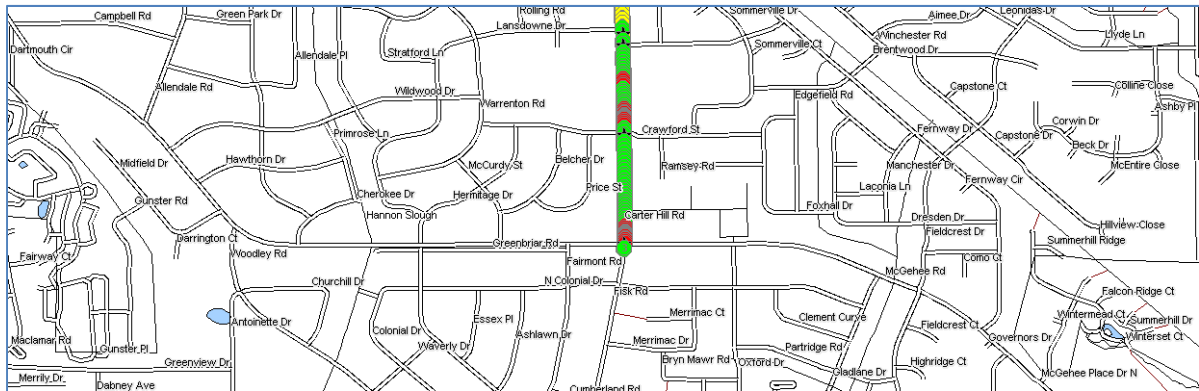 Rolling Rd
Sommerville Dr
Aimee Dr
Leonidas Dr
Campbell Rd
Green Park Dr
Lansdowne Dr
Winchester Rd
Llyde Ln
Dartmouth Cir
Allendale Pl
Stratford Ln
Sommerville Ct
Brentwood Dr
Allendale Rd
Wildwood Dr
Warrenton Rd
Edgefield Rd
Capstone Ct
Colline Close
Ashby Pl
Primrose Ln
Crawford St
Fernway Dr
Capstone Dr
Corwin Dr
Beck Dr
Midfield Dr
Hawthorn Dr
McCurdy St
Belcher Dr
Ramsey Rd
Manchester Dr
McEntire Close
Gunster Rd
Cherokee Dr
Hermitage Dr
Price St
Laconia Ln
Fernway Cir
Hannon Slough
Carter Hill Rd
Foxhall Dr
Dresden Dr
Hillview Close
Darrington Ct
Greenbriar Rd
Fieldcrest Dr
Summerhill Ridge
Fairway Ct
Woodley Rd
Fairmont Rd
McGehee Rd
Como Ct
Churchill Dr
N Colonial Dr
Fisk Rd
Falcon Ridge Ct
Antoinette Dr
Essex Pl
Merrimac Ct
Clement Curve
Fieldcrest Ct
Wintermead Ct
Summerhill Dr
Maclamar Rd
Gunster Pl
Colonial Dr
Waverly Dr
Ashlawn Dr
Merrimac Dr
Partridge Rd
Governors Dr
Winterset Ct
Greenview Dr
Bryn Mawr Rd
Oxford Dr
Highridge Ct
Merrily Dr
Dabney Ave
Cumberland Rd
Gladlane Dr
McGehee Place Dr N